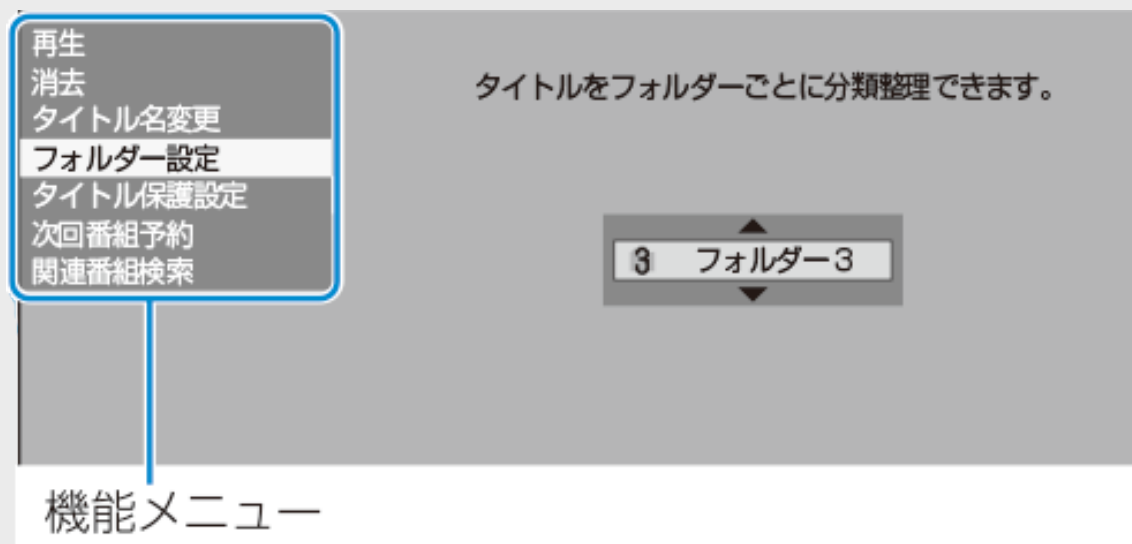 再生
消去
タイトル名変更
フォルダー設定
タイトル保護設定
次回番組予約
関連番組検索
タイトルをフォルダーごとに分類整理できます。
3 フォルダー3
機能メニュー